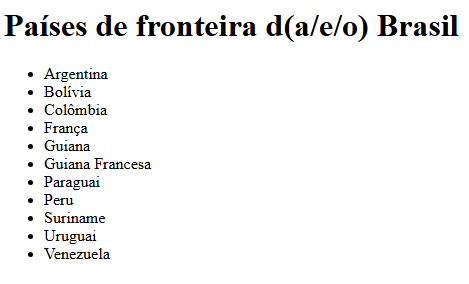 Países de fronteira d(a/e/o) Brasil
Argentina
Bolívia
Colômbia
França
Guiana
Guiana Francesa
Paraguai
Peru
Suriname
Uruguai
Venezuela